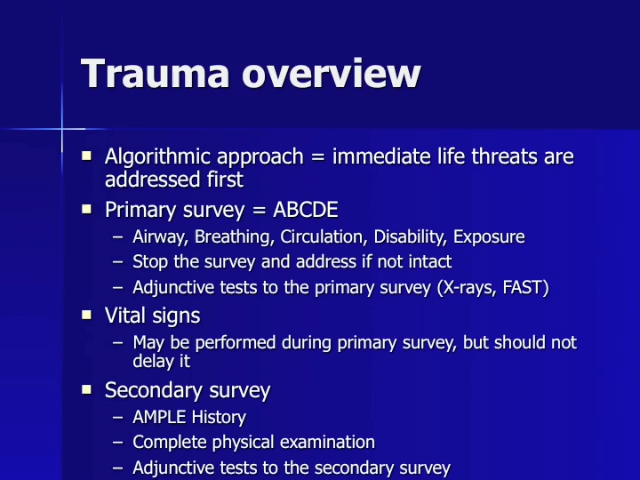 Trauma overview
Algorithmic approach = immediate life threats are
addressed first
Primary survey = ABCDE
– Airway, Breathing, Circulation, Disability, Exposure
– Stop the survey and address if not intact
– Adjunctive tests to the primary survey (X-rays, FAST)
Vital signs
– May be performed during primary survey, but should not
delay it
Secondary survey
– AMPLE History
– Complete physical examination
– Adjunctive tests to the secondary survey